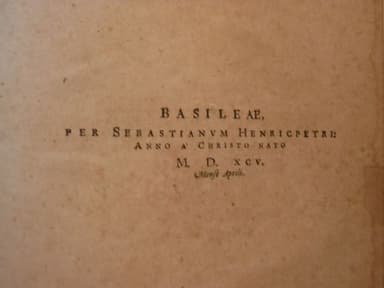 BASILEAE,
PER SEBASTIANVM HENRICPETRI:
ANNO A' CHRISTO NATO
M. D. XCV.
Mense Aprili.